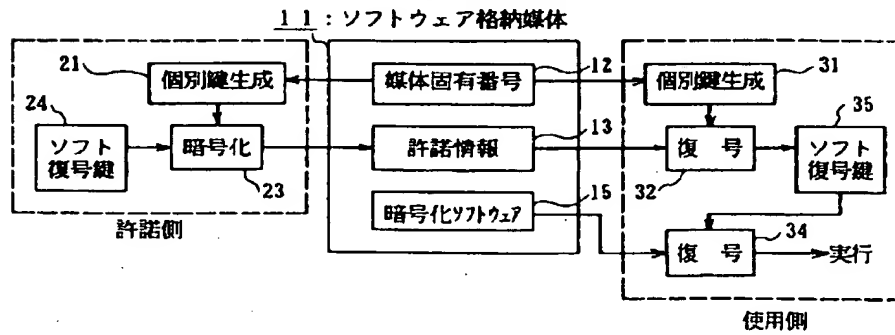 11:ソフトウェア格納媒体
21
個別鍵生成
24
ソフト
復号鍵
暗号化
23
許諾側
媒体固有番号
12
許諾情報
13
暗号化ソフトウェア
15
個別鍵生成
31
復 号
32
35
ソフト
復号鍵
復 号
34
実行
使用側